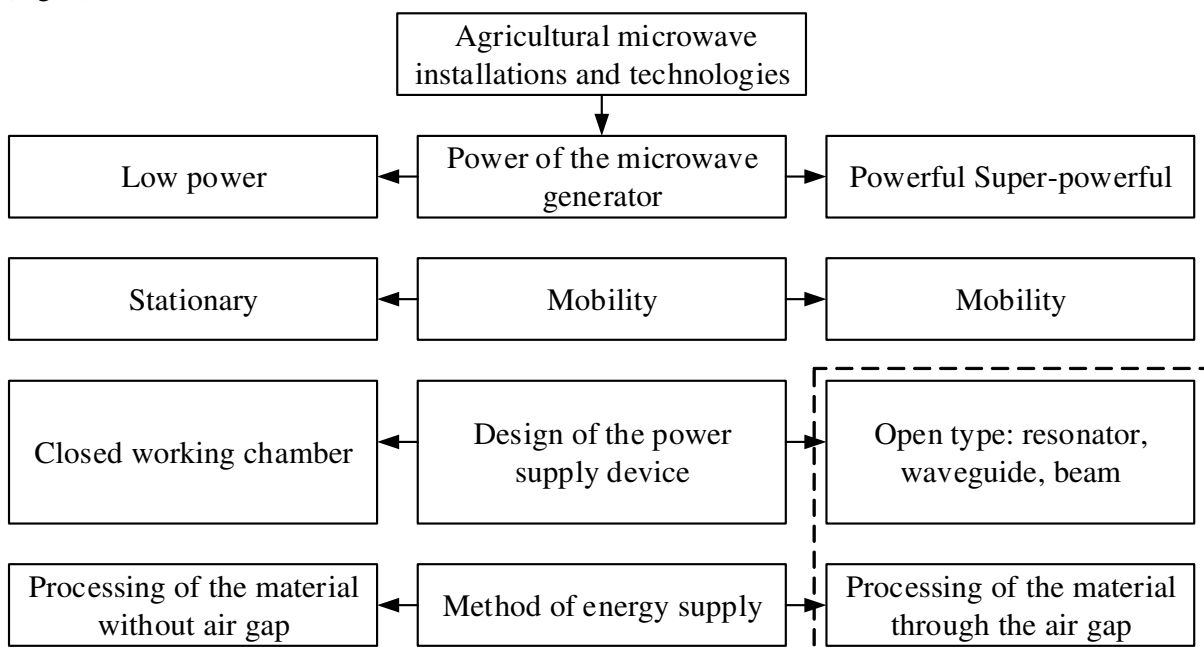 Agricultural microwave
installations and technologies
Low power
Power of the microwave
generator
Powerful Super-powerful
Stationary
Mobility
Mobility
Closed working chamber
Design of the power
supply device
Open type: resonator,
waveguide, beam
Processing of the material
without air gap
Method of energy supply
Processing of the material
through the air gap